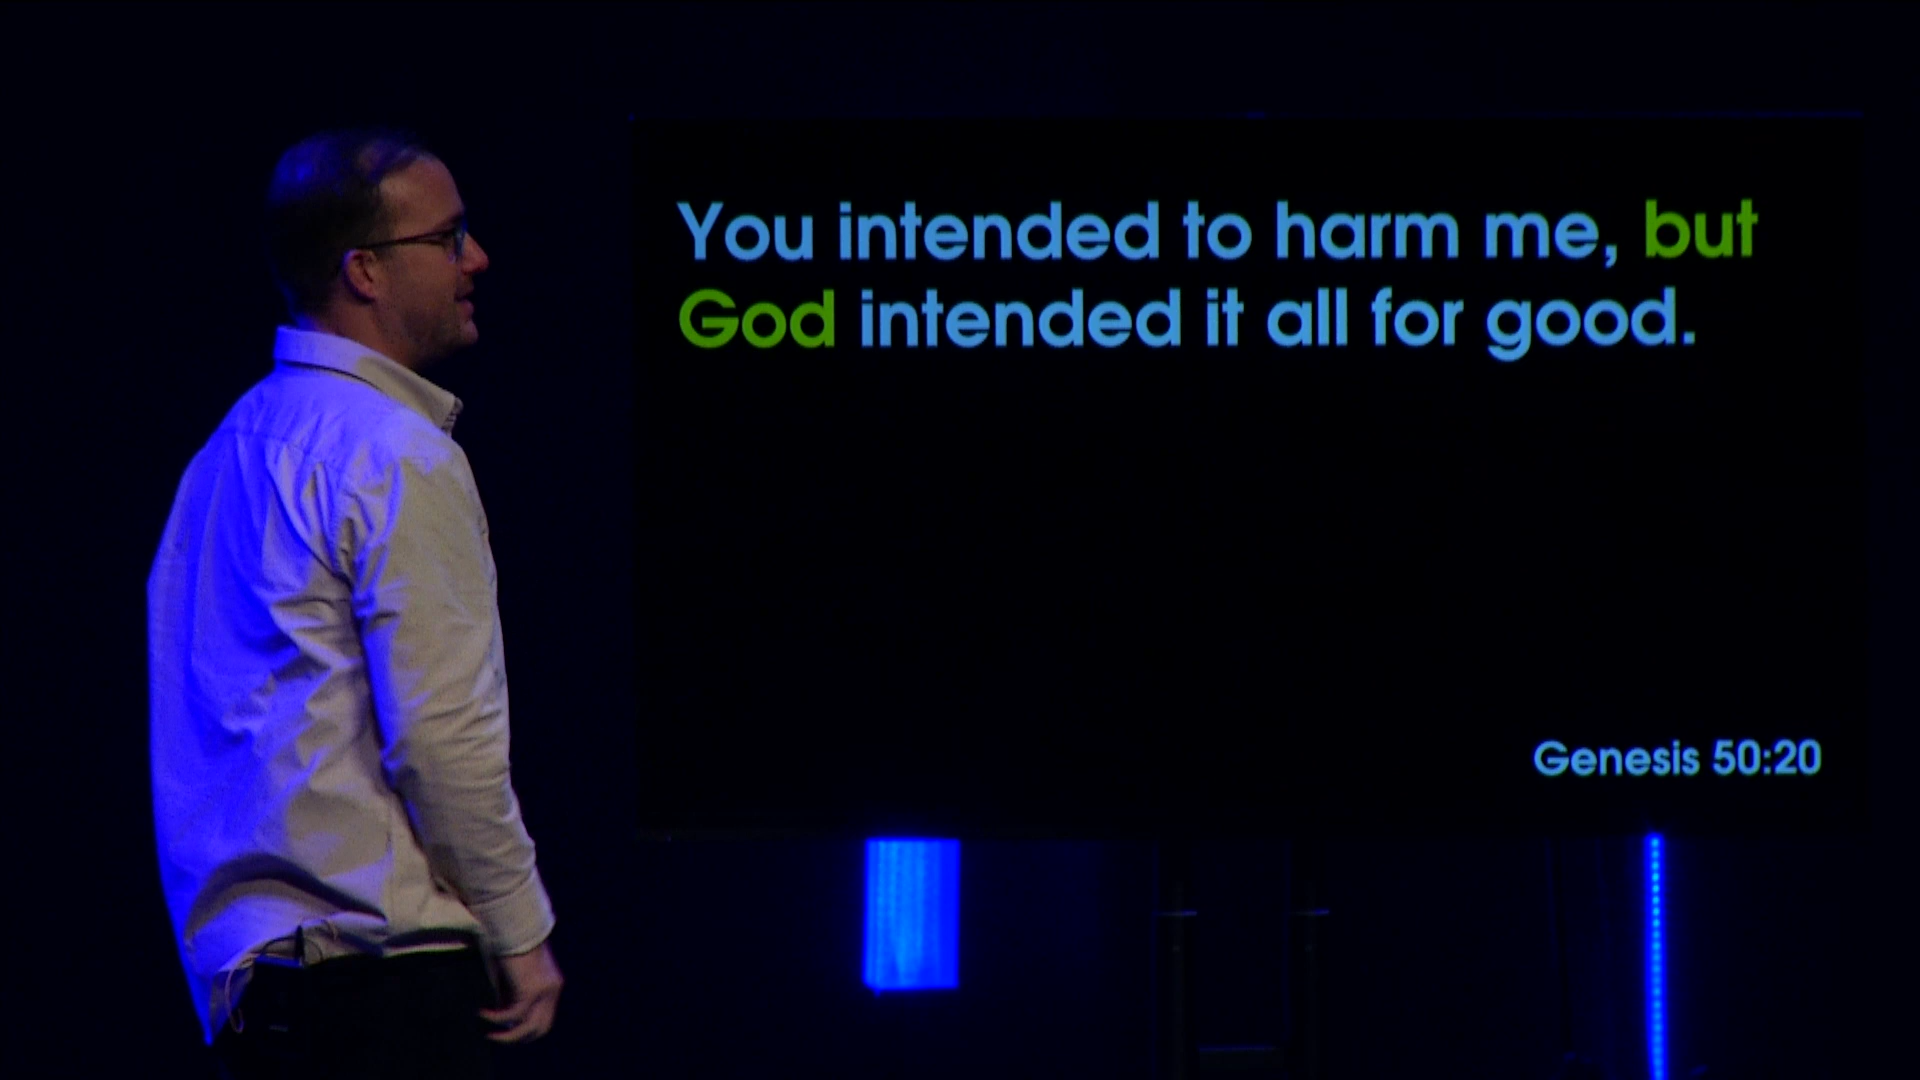 You intended to harm me, but
God intended it all for good.
Genesis 50:20